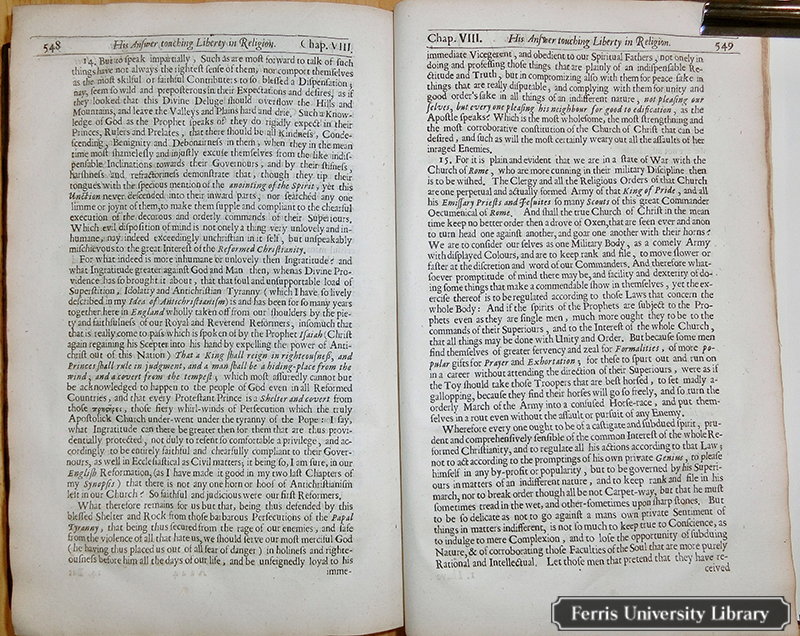 548 His Anſwer touching Liberty in Religion. Chap. VIII.
14. But to ſpeak impartially, Such as are moſt forward to talk of ſuch
things have not always the righteſt ſenſe of them, nor comport themſelves
as the moſt skilful or faithful Contributers to ſo bleſſed a Diſpenſation;
nay, ſeem ſo wild and prepoſterous in their Expectations and deſires, as if
they looked that this Divine Deluge ſhould overflow the Hills and
Mountains, and leave the Valleys and Plains hard and drie. Such a Know-
ledge of God as the Prophet ſpeaks of they do rigidly expect in their
Princes, Rulers and Prelates, that there ſhould be all Kindneſs, Conde-
ſcending, Benignity and Debonairneſs in them, when they in the mean
time moſt ſhameleſly and injuſtly excuſe themſelves from the like indiſ-
penſable Inclinations towards their Governours, and by their ſtifneſs,
harſhneſs and refractorineſs demonſtrate that, though they tip their
tongues with the ſpecious mention of the anointing of the Spirit, yet this
Unction never deſcended into their inward parts, nor ſearched any one
limme or joynt of them, to make them ſupple and compliant to the chearful
execution of the decorous and orderly commands of their Superiours.
Which evil diſpoſition of mind is not onely a thing very unlovely and in-
humane, nay indeed exceedingly unchriſtian in it ſelf, but unſpeakably
miſchievous to the great Intereſt of the Reformed Chriſtianity.
For what indeed is more inhumane or unlovely then Ingratitude? and
what Ingratitude greater againſt God and Man then, whenas Divine Pro-
vidence has ſo brought it about, that that foul and unſupportable load of
Superſtition, Idolatry and Antichriſtian Tyranny (which I have ſo lively
deſcribed in my Idea of Antichriſtianiſm) is and has been for ſo many years
together here in England wholly taken off from our ſhoulders by the pie-
ty and faithfulneſs of our Royal and Reverend Reformers, inſomuch that
that is really come to paſs which is ſpoken of by the Prophet Iſaiah (Chriſt
again regaining his Scepter into his hand by expelling the power of Anti-
chriſt out of this Nation) That a King ſhall reign in righteouſneſs, and
Princes ſhall rule in judgment, and a man ſhall be a hiding-place from the
wind, and a covert from the tempeſt; which moſt aſſuredly cannot but
be acknowledged to happen to the people of God even in all Reformed
Countries, and that every Proteſtant Prince is a Shelter and covert from
thoſe fiery whirl-winds of Perſecution which the truly
Apoſtolick Church under-went under the tyranny of the Pope: I ſay,
what Ingratitude can there be greater then for them that are thus provi-
dentially protected, not duly to reſent ſo comfortable a privilege, and ac-
cordingly to be entirely faithful and chearfully compliant to their Gover-
nours, as well in Eccleſiaſtical as Civil matters; it being ſo, I am ſure, in our
Engliſh Reformation, (as I have made it good in my two laſt Chapters of
my Synopſis) that there is not any one horn or hoof of Antichriſtianiſm
left in our Church? So faithful and judicious were our firſt Reformers.
What therefore remains for us but that, being thus defended by this
bleſſed Shelter and Rock from thoſe barbarous Perſecutions of the Papal
Tyranny, that being thus ſecured from the rage of our enemies, and ſafe
from the violence of all that hate us, we ſhould ſerve our moſt merciful God
(he having thus placed us out of all fear of danger) in holineſs and righte-
ouſneſs before him all the days of our life, and be unfeignedly loyal to his
imme-
Chap. VIII. His Anſwer touching Liberty in Religion. 549
immediate Vicegerent, and obedient to our Spiritual Fathers, not onely in
doing and profeſſing thoſe things that are plainly of an indiſpenſable Re-
ctitude and Truth, but in compromizing alſo with them for peace ſake in
things that are really diſputable, and complying with them for unity and
good order's ſake in all things of an indifferent nature, not pleaſing our
ſelves, but every one pleaſing his neighbour for good to edification, as the
Apoſtle ſpeaks: Which is the moſt wholeſome, the moſt ſtrengthning and
the moſt corroborative conſtitution of the Church of Chriſt that can be
deſired, and ſuch as will the moſt certainly weary out all the aſſaults of her
inraged Enemies.
15. For it is plain and evident that we are in a ſtate of War with the
Church of Rome, who are more cunning in their military Diſcipline then
is to be wiſhed, The Clergy and all the Religious Orders of that Church
are one perpetual and actually formed Army of that King of Pride, and all
his Emiſſary Prieſts and Jeſuites ſo many Scouts of this great Commander
Oecumenical of Rome. And ſhall the true Church of Chriſt in the mean
time keep no better order then a drove of Oxen, that are ſeen ever and anon
to turn head one againſt another, and goar one another with their horns?
We are to conſider our ſelves as one Military Body, as a comely Army
with diſplayed Colours, and are to keep rank and file, to move ſlower or
faſter at the diſcretion and word of our Commanders. And therefore what-
ſoever promptitude of mind there may be, and facility and dexterity of do-
ing ſome things that make a commendable ſhow in themſelves, yet the ex-
erciſe thereof is to be regulated according to thoſe Laws that concern the
whole Body: And if the ſpirits of the Prophets are ſubject to the Pro-
phets even as they are ſingle men, much more ought they to be to the
commands of their Superiours, and to the Intereſt of the whole Church,
that all things may be done with Unity and Order. But becauſe ſome men
find themſelves of greater fervency and zeal for Formalities, of more po-
pular gifts for Prayer and Exhortation; for theſe to ſpurt out and run on
in a career without attending the direction of their Superiours, were as if
the Toy ſhould take thoſe Troopers that are beſt horſed, to ſet madly a-
galloping, becauſe they find their horſes will go ſo freely, and ſo turn the
orderly March of the Army into a confuſed Horſe-race, and put them-
ſelves in a rout even without the aſſault or purſuit of any Enemy.
Wherefore every one ought to be of a caſtigate and ſubdued ſpirit, pru-
dent and comprehenſively ſenſible of the common Intereſt of the whole Re-
formed Chriſtianity, and to regulate all his actions according to that Law;
not to act according to the promptings of his own private Genius, to pleaſe
himſelf in any by-profit or popularity, but to be governed by his Superi-
ours in matters of an indifferent nature, and to keep rank and file in his
march, not to break order though all be not Carpet-way, but that he muſt
ſometimes tread in the wet, and other-ſometimes upon ſharp ſtones. But
to be ſo delicate as not to go againſt a mans own private Sentiment of
things in matters indifferent, is not ſo much to keep true to Conſcience, as
to indulge to mere Complexion, and to loſe the opportunity of ſubduing
Nature, & of corroborating thoſe Faculties of the Soul that are more purely
Rational and Intellectual. Let thoſe men that pretend that they have re-
ceived
Ferris University Library